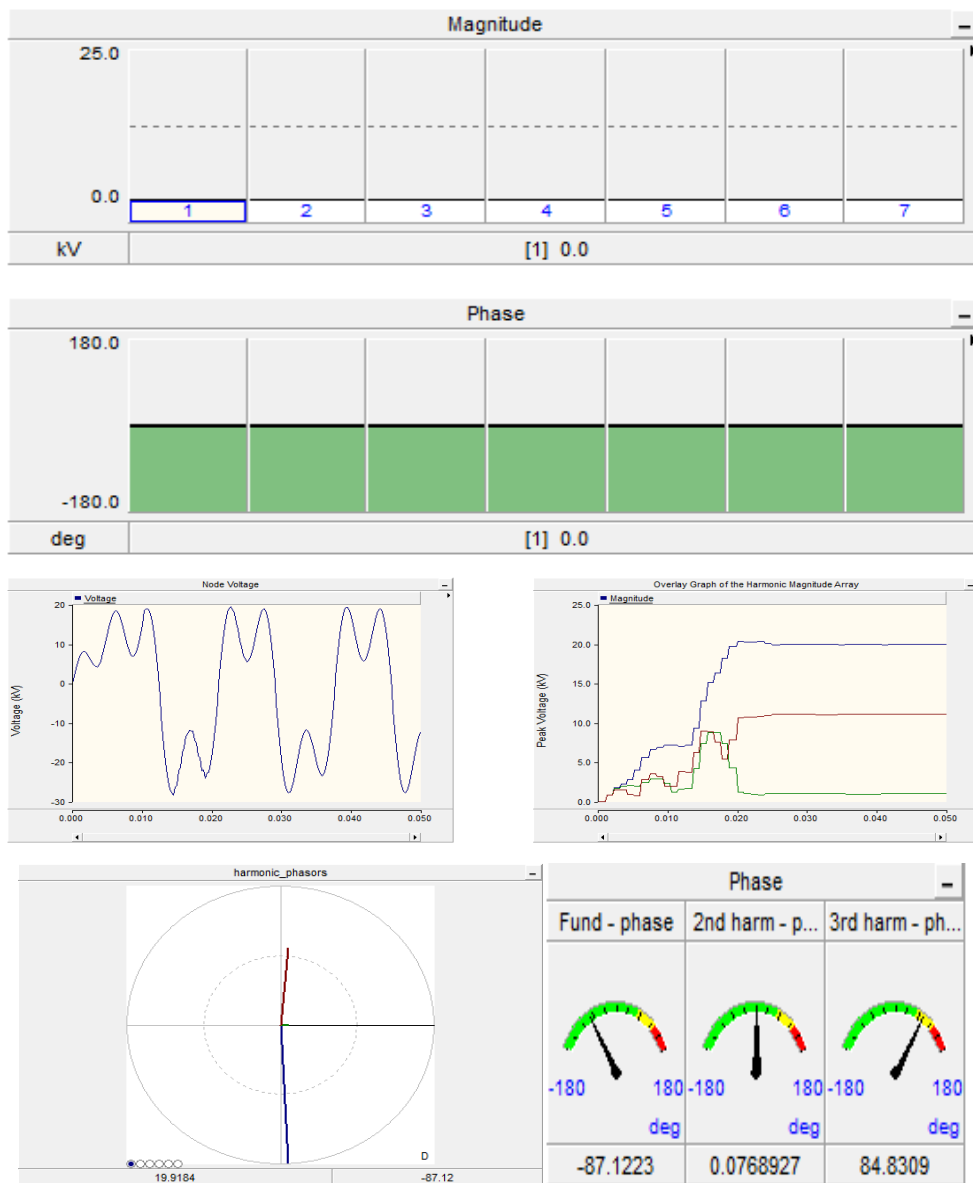 Magnitude
25.0
0.0
1 2 3 4 5 6 7
kV [1] 0.0
Phase
180.0
-180.0
deg [1] 0.0
Node Voltage
Voltage
20
10
0
-10
-20
-30
Voltage (kV)
0.000 0.010 0.020 0.030 0.040 0.050
Overlay Graph of the Harmonic Magnitude Array
Magnitude
25.0
20.0
15.0
10.0
5.0
0.0
Peak Voltage (kV)
0.000 0.010 0.020 0.030 0.040 0.050
harmonic_phasors
D
19.9184 -87.12
Phase
Fund - phase 2nd harm - p... 3rd harm - ph...
-180 180 -180 180 -180 180
deg deg deg
-87.1223 0.0768927 84.8309